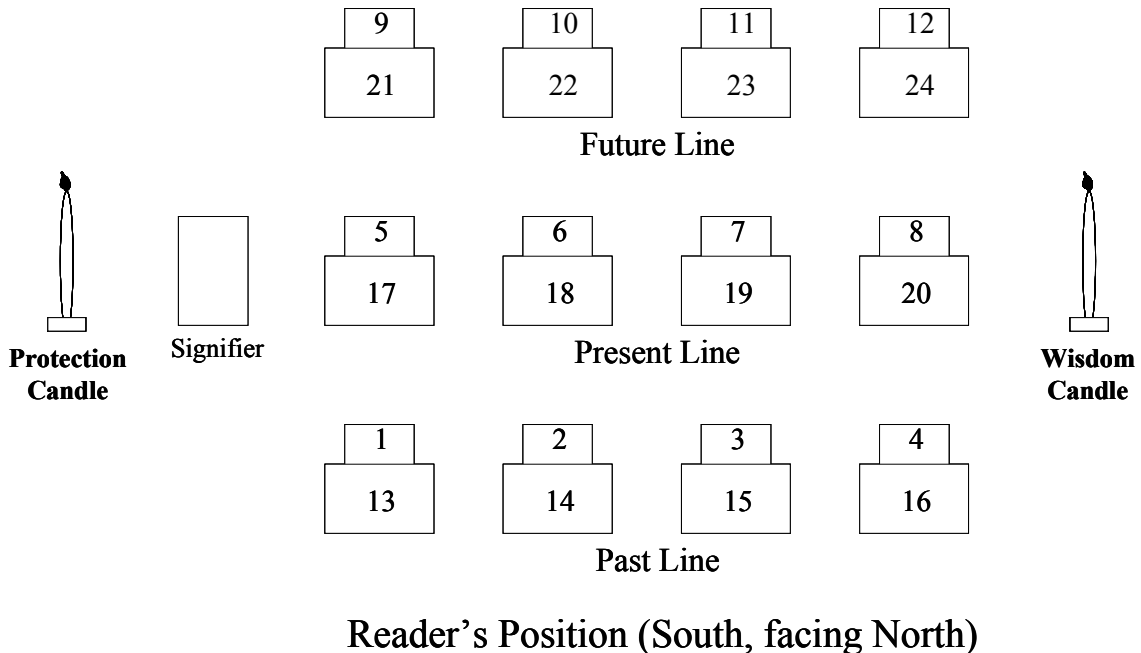 9 10 11 12
21 22 23 24
Future Line
5 6 7 8
17 18 19 20
Protection
Candle
Signifier
Present Line
Wisdom
Candle
1 2 3 4
13 14 15 16
Past Line
Reader’s Position (South, facing North)